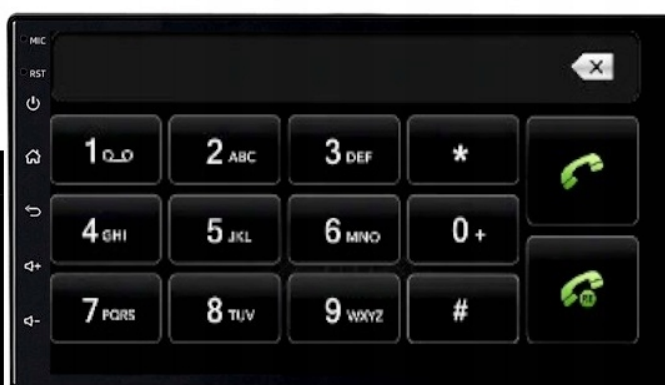 MIC
RST
1
2 ABC
3 DEF
*
4 GHI
5 JKL
6 MNO
0 +
7 PQRS
8 TUV
9 WXYZ
#